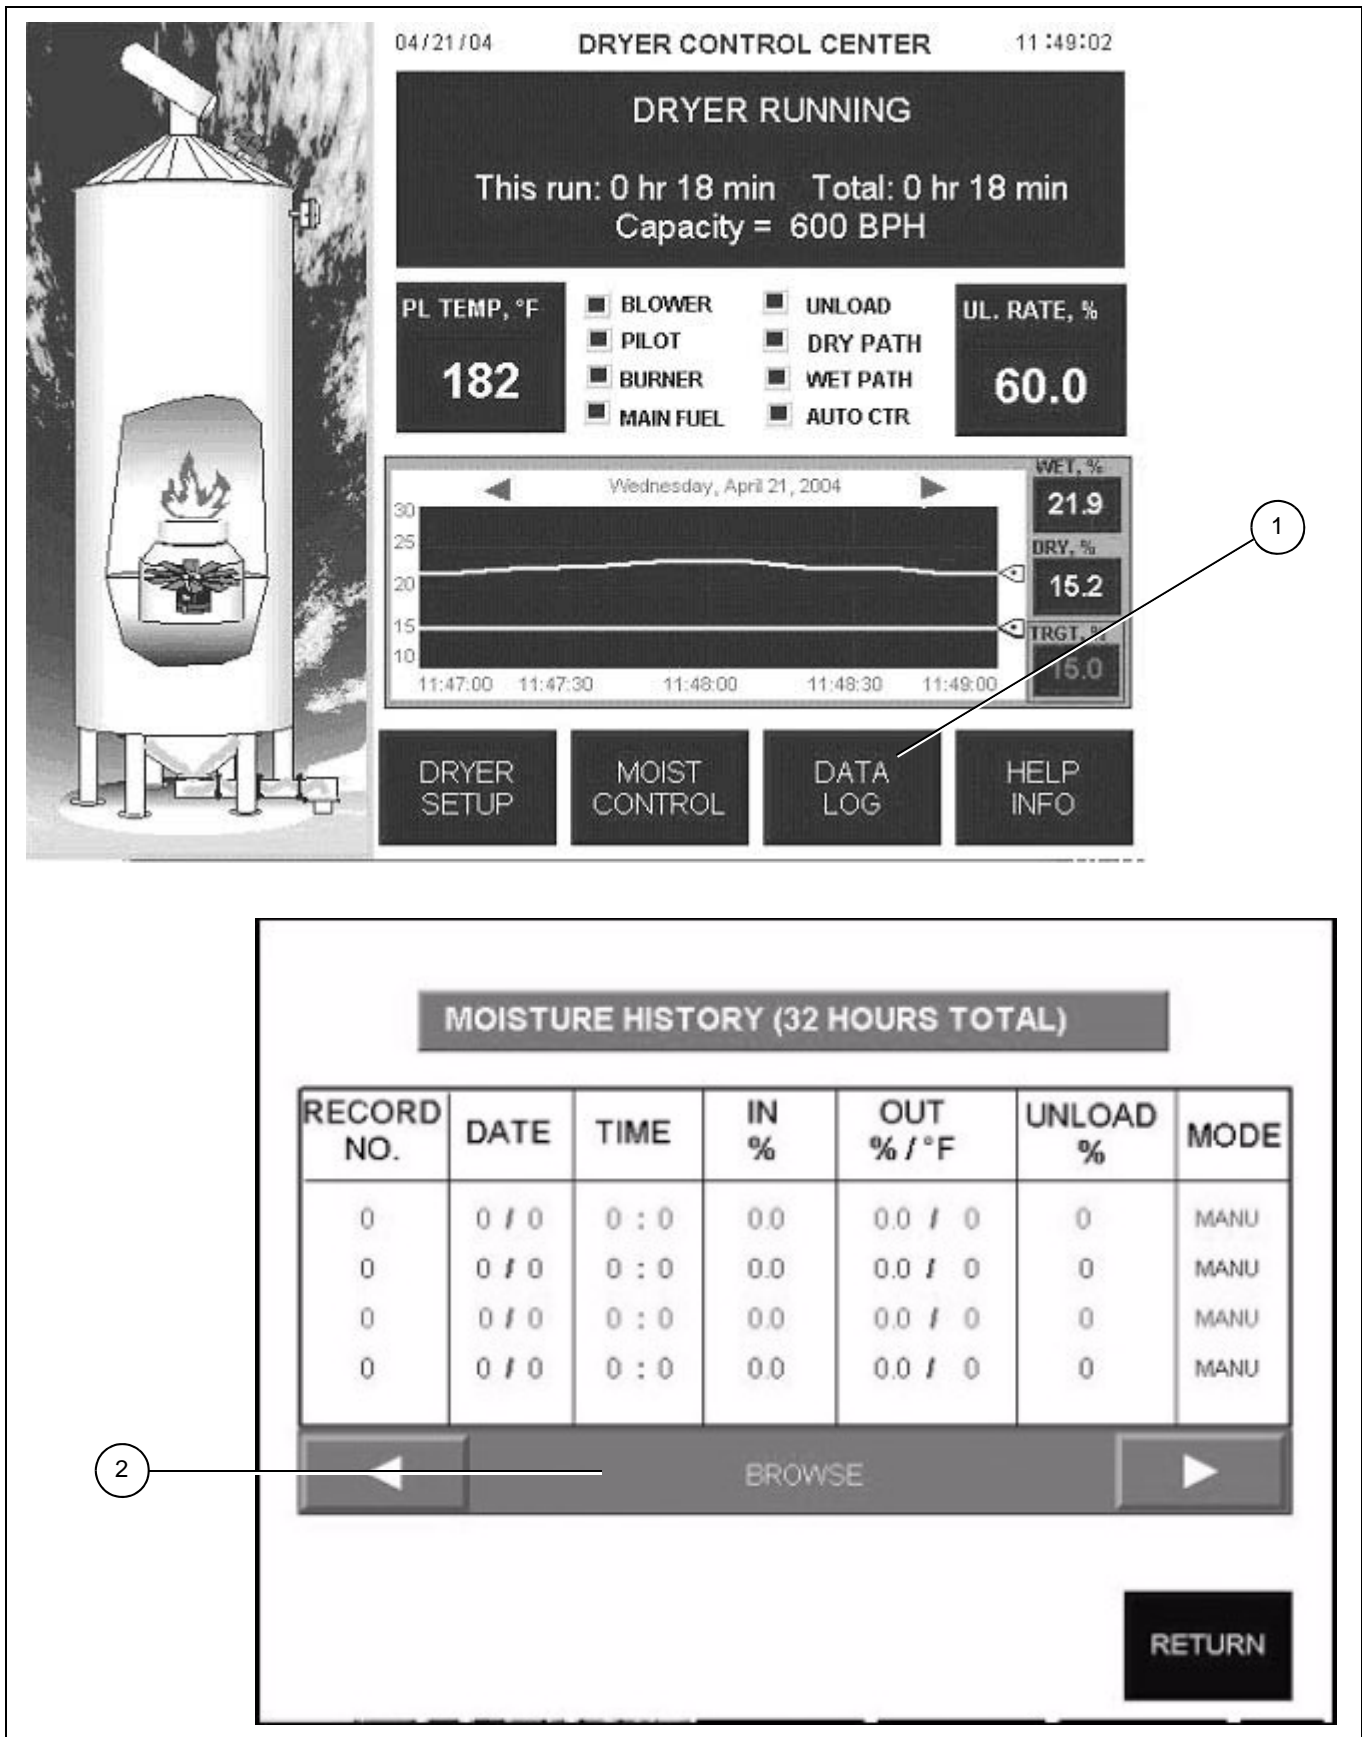 04/21/04 DRYER CONTROL CENTER 11:49:02
DRYER RUNNING
This run: 0 hr 18 min Total: 0 hr 18 min
Capacity = 600 BPH
PL TEMP, °F
182
BLOWER
PILOT
BURNER
MAIN FUEL
UNLOAD
DRY PATH
WET PATH
AUTO CTR
UL. RATE, %
60.0
Wednesday, April 21, 2004
30
25
20
15
10
11:47:00 11:47:30 11:48:00 11:48:30 11:49:00
WET, %
21.9
DRY, %
15.2
TRGT, %
15.0
1
DRYER
SETUP
MOIST
CONTROL
DATA
LOG
HELP
INFO
MOISTURE HISTORY (32 HOURS TOTAL)
RECORD NO. DATE TIME IN % OUT % / °F UNLOAD % MODE
0 0 / 0 0 : 0 0.0 0.0 / 0 0 MANU
0 0 / 0 0 : 0 0.0 0.0 / 0 0 MANU
0 0 / 0 0 : 0 0.0 0.0 / 0 0 MANU
0 0 / 0 0 : 0 0.0 0.0 / 0 0 MANU
2
BROWSE
RETURN